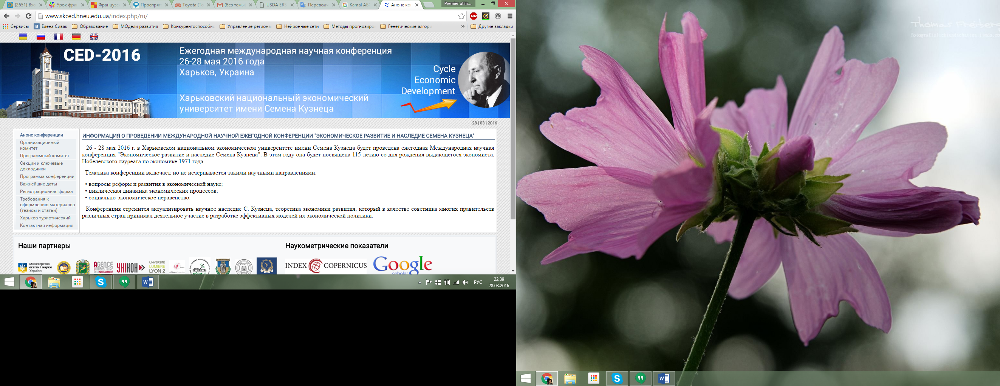 (2651) Вхо
Урок фра
Француз
Проспряг
Toyota (To
(без темы
USDA ERS
Переводч
Kamal ABO
Анонс кон
Premier utilis...
www.skced.hneu.edu.ua/index.php/ru/
Сервисы
Елена Сивак
Образование
МОдели развития
Конкурентоспособно
Управление региона
Нейронные сети
Методы прогнозиро
Генетические алгори
»
Другие закладки
CED-2016
Ежегодная международная научная конференция
26-28 мая 2016 года
Харьков, Украина
Харьковский национальный экономический
университет имени Семена Кузнеца
Cycle
Economic
Development
28 | 03 | 2016
Анонс конференции
Организационный
комитет
Программный комитет
Секции и ключевые
докладчики
Программа конференции
Важнейшие даты
Регистрационная форма
Требования к
оформлению материалов
(тезисы и статьи)
Харьков туристический
Контактная информация
ИНФОРМАЦИЯ О ПРОВЕДЕНИИ МЕЖДУНАРОДНОЙ НАУЧНОЙ ЕЖЕГОДНОЙ КОНФЕРЕНЦИИ "ЭКОНОМИЧЕСКОЕ РАЗВИТИЕ И НАСЛЕДИЕ СЕМЕНА КУЗНЕЦА"
26 - 28 мая 2016 г. в Харьковском национальном экономическом университете имени Семена Кузнеца будет проведена ежегодная Международная научная
конференция "Экономическое развитие и наследие Семена Кузнеца". В этом году она будет посвящена 115-летию со дня рождения выдающегося экономиста,
Нобелевского лауреата по экономике 1971 года.
Тематика конференции включает, но не исчерпывается такими научными направлениями:
• вопросы реформ и развития в экономической науке;
• циклическая динамика экономических процессов;
• социально-экономическое неравенство.
Конференция стремится актуализировать научное наследие С. Кузнеца, теоретика экономики развития, который в качестве советника многих правительств
различных стран принимал деятельное участие в разработке эффективных моделей их экономической политики.
Наши партнеры
Міністерство
освіти і науки
України
AGENCE
UNIVERSITAIRE
DE LA FRANCOPHONIE
УНІКОН
UNIVERSITÉ
LUMIÈRE
LYON 2
af
VŠEMVS
PWSTE
Наукометрические показатели
INDEX COPERNICUS
Google
scholar
РУС
22:39
28.03.2016
Thomas Freiberg